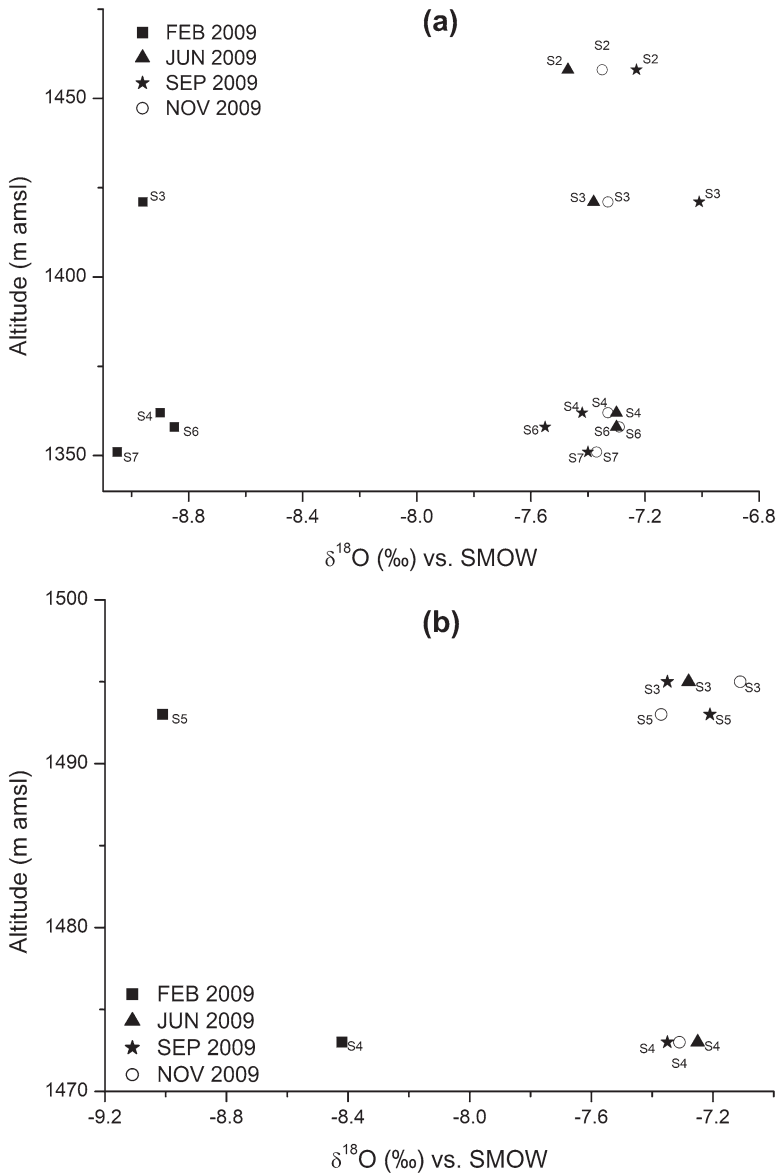 (a)
FEB 2009
JUN 2009
SEP 2009
NOV 2009
S2
S2 S2
1450
S3 S3 S3 S3
Altitude (m amsl)
1400
S4 S4 S4 S4
S6 S6 S6 S6
1350
S7 S7 S7
-8.8 -8.4 -8.0 -7.6 -7.2 -6.8
δ18O (‰) vs. SMOW
1500
(b)
S3 S3 S3
S5 S5 S5
1490
Altitude (m amsl)
1480
FEB 2009
JUN 2009
SEP 2009
NOV 2009
S4 S4 S4
S4
1470
-9.2 -8.8 -8.4 -8.0 -7.6 -7.2
δ18O (‰) vs. SMOW